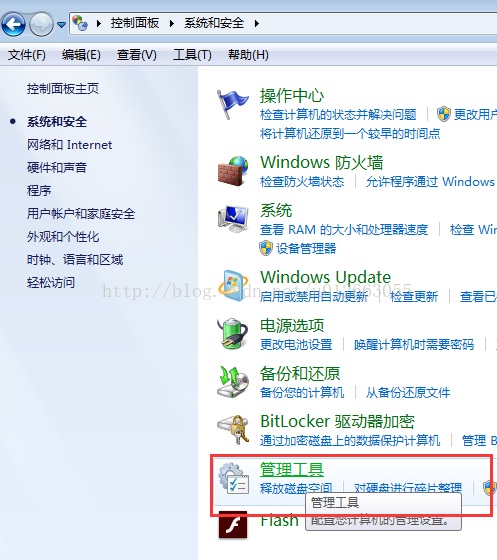 控制面板 系统和安全
文件(F) 编辑(E) 查看(V) 工具(T) 帮助(H)
控制面板主页
系统和安全
网络和 Internet
硬件和声音
程序
用户帐户和家庭安全
外观和个性化
时钟、语言和区域
轻松访问
操作中心
检查计算机的状态并解决问题 更改用户
将计算机还原到一个较早的时间点
Windows 防火墙
检查防火墙状态 允许程序通过 Windows
系统
查看 RAM 的大小和处理器速度 检查 Win
设备管理器
Windows Update
启用或禁用自动更新 检查更新 查看已
电源选项
更改电池设置 唤醒计算机时需要密码
备份和还原
备份您的计算机 从备份还原文件
BitLocker 驱动器加密
通过加密磁盘上的数据保护计算机 管理 B
管理工具
释放磁盘空间 对硬盘进行碎片整理
管理工具
Flash 配置您计算机的管理设置。